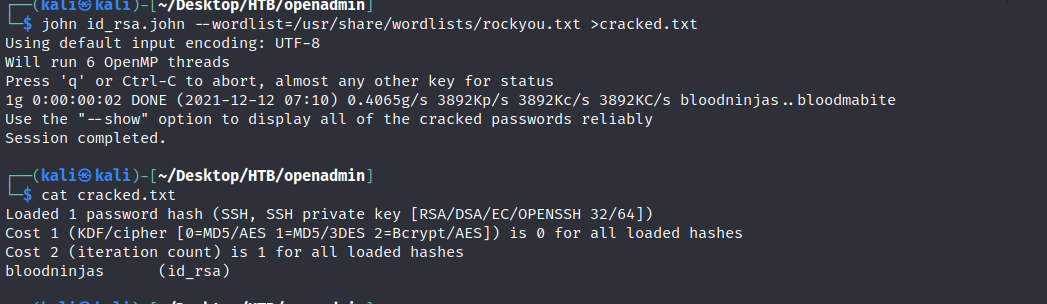 ┌──(kali㉿kali)-[~/Desktop/HTB/openadmin]
└─$ john id_rsa.john --wordlist=/usr/share/wordlists/rockyou.txt >cracked.txt
Using default input encoding: UTF-8
Will run 6 OpenMP threads
Press 'q' or Ctrl-C to abort, almost any other key for status
1g 0:00:00:02 DONE (2021-12-12 07:10) 0.4065g/s 3892Kp/s 3892Kc/s 3892KC/s bloodninjas..bloodmabite
Use the "--show" option to display all of the cracked passwords reliably
Session completed.
┌──(kali㉿kali)-[~/Desktop/HTB/openadmin]
└─$ cat cracked.txt
Loaded 1 password hash (SSH, SSH private key [RSA/DSA/EC/OPENSSH 32/64])
Cost 1 (KDF/cipher [0=MD5/AES 1=MD5/3DES 2=Bcrypt/AES]) is 0 for all loaded hashes
Cost 2 (iteration count) is 1 for all loaded hashes
bloodninjas      (id_rsa)